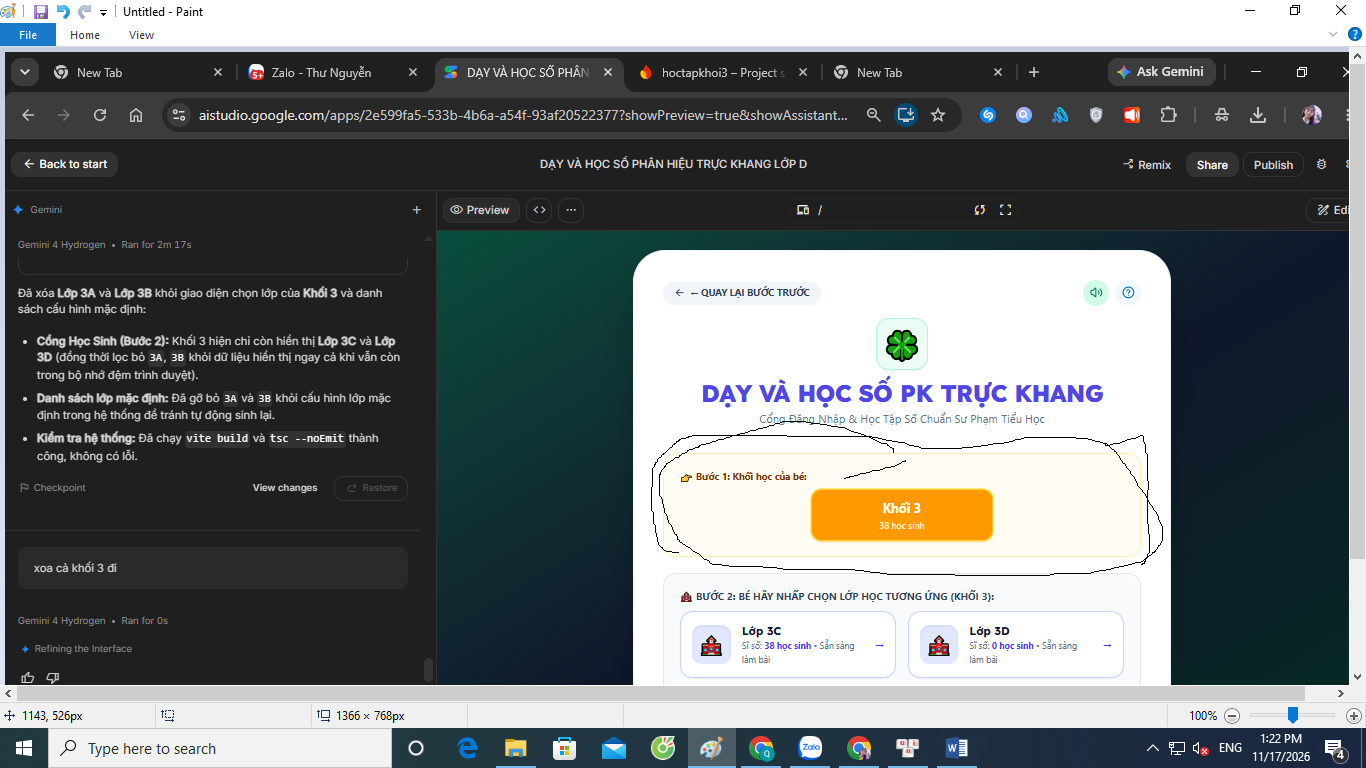 Untitled - Paint
File
Home
View
New Tab
Zalo - Thư Nguyễn
DẠY VÀ HỌC SỐ PHÂN
hoctapkhoi3 – Project s
New Tab
Ask Gemini
aistudio.google.com/apps/2e599fa5-533b-4b6a-a54f-93af20522377?showPreview=true&showAssistant...
Back to start
DẠY VÀ HỌC SỐ PHÂN HIỆU TRỰC KHANG LỚP D
Remix
Share
Publish
Gemini
Preview
/
Edi
Gemini 4 Hydrogen • Ran for 2m 17s
Đã xóa Lớp 3A và Lớp 3B khỏi giao diện chọn lớp của Khối 3 và danh
sách cấu hình mặc định:
• Cổng Học Sinh (Bước 2): Khối 3 hiện chỉ còn hiển thị Lớp 3C và Lớp
3D (đồng thời lọc bỏ 3A, 3B khỏi dữ liệu hiển thị ngay cả khi vẫn còn
trong bộ nhớ đệm trình duyệt).
• Danh sách lớp mặc định: Đã gỡ bỏ 3A và 3B khỏi cấu hình lớp mặc
định trong hệ thống để tránh tự động sinh lại.
• Kiểm tra hệ thống: Đã chạy vite build và tsc --noEmit thành
công, không có lỗi.
Checkpoint
View changes
Restore
xoa cả khối 3 đi
Gemini 4 Hydrogen • Ran for 0s
Refining the Interface
← ← QUAY LẠI BƯỚC TRƯỚC
DẠY VÀ HỌC SỐ PK TRỰC KHANG
Cổng Đăng Nhập & Học Tập Số Chuẩn Sư Phạm Tiểu Học
👉 Bước 1: Khối học của bé:
Khối 3
38 học sinh
BƯỚC 2: BÉ HÃY NHẤP CHỌN LỚP HỌC TƯƠNG ỨNG (KHỐI 3):
Lớp 3C
Sĩ số: 38 học sinh • Sẵn sàng
làm bài
→
Lớp 3D
Sĩ số: 0 học sinh • Sẵn sàng
làm bài
→
1143, 526px
1366 × 768px
100%
Type here to search
Zalo
ENG
1:22 PM
11/17/2026
4